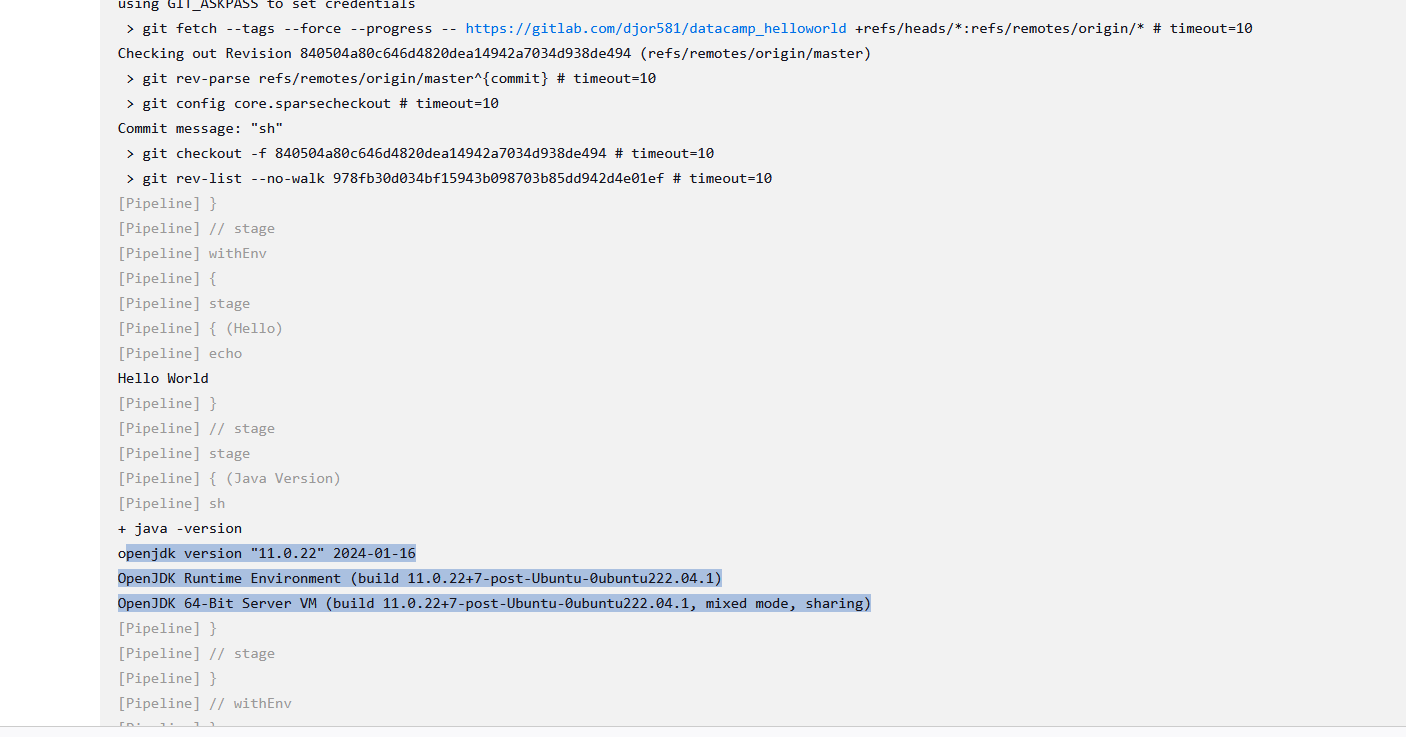 using GIT_ASKPASS to set credentials
> git fetch --tags --force --progress -- https://gitlab.com/djor581/datacamp_helloworld +refs/heads/*:refs/remotes/origin/* # timeout=10
Checking out Revision 840504a80c646d4820dea14942a7034d938de494 (refs/remotes/origin/master)
> git rev-parse refs/remotes/origin/master^{commit} # timeout=10
> git config core.sparsecheckout # timeout=10
Commit message: "sh"
> git checkout -f 840504a80c646d4820dea14942a7034d938de494 # timeout=10
> git rev-list --no-walk 978fb30d034bf15943b098703b85dd942d4e01ef # timeout=10
[Pipeline] }
[Pipeline] // stage
[Pipeline] withEnv
[Pipeline] {
[Pipeline] stage
[Pipeline] { (Hello)
[Pipeline] echo
Hello World
[Pipeline] }
[Pipeline] // stage
[Pipeline] stage
[Pipeline] { (Java Version)
[Pipeline] sh
+ java -version
openjdk version "11.0.22" 2024-01-16
OpenJDK Runtime Environment (build 11.0.22+7-post-Ubuntu-0ubuntu222.04.1)
OpenJDK 64-Bit Server VM (build 11.0.22+7-post-Ubuntu-0ubuntu222.04.1, mixed mode, sharing)
[Pipeline] }
[Pipeline] // stage
[Pipeline] }
[Pipeline] // withEnv